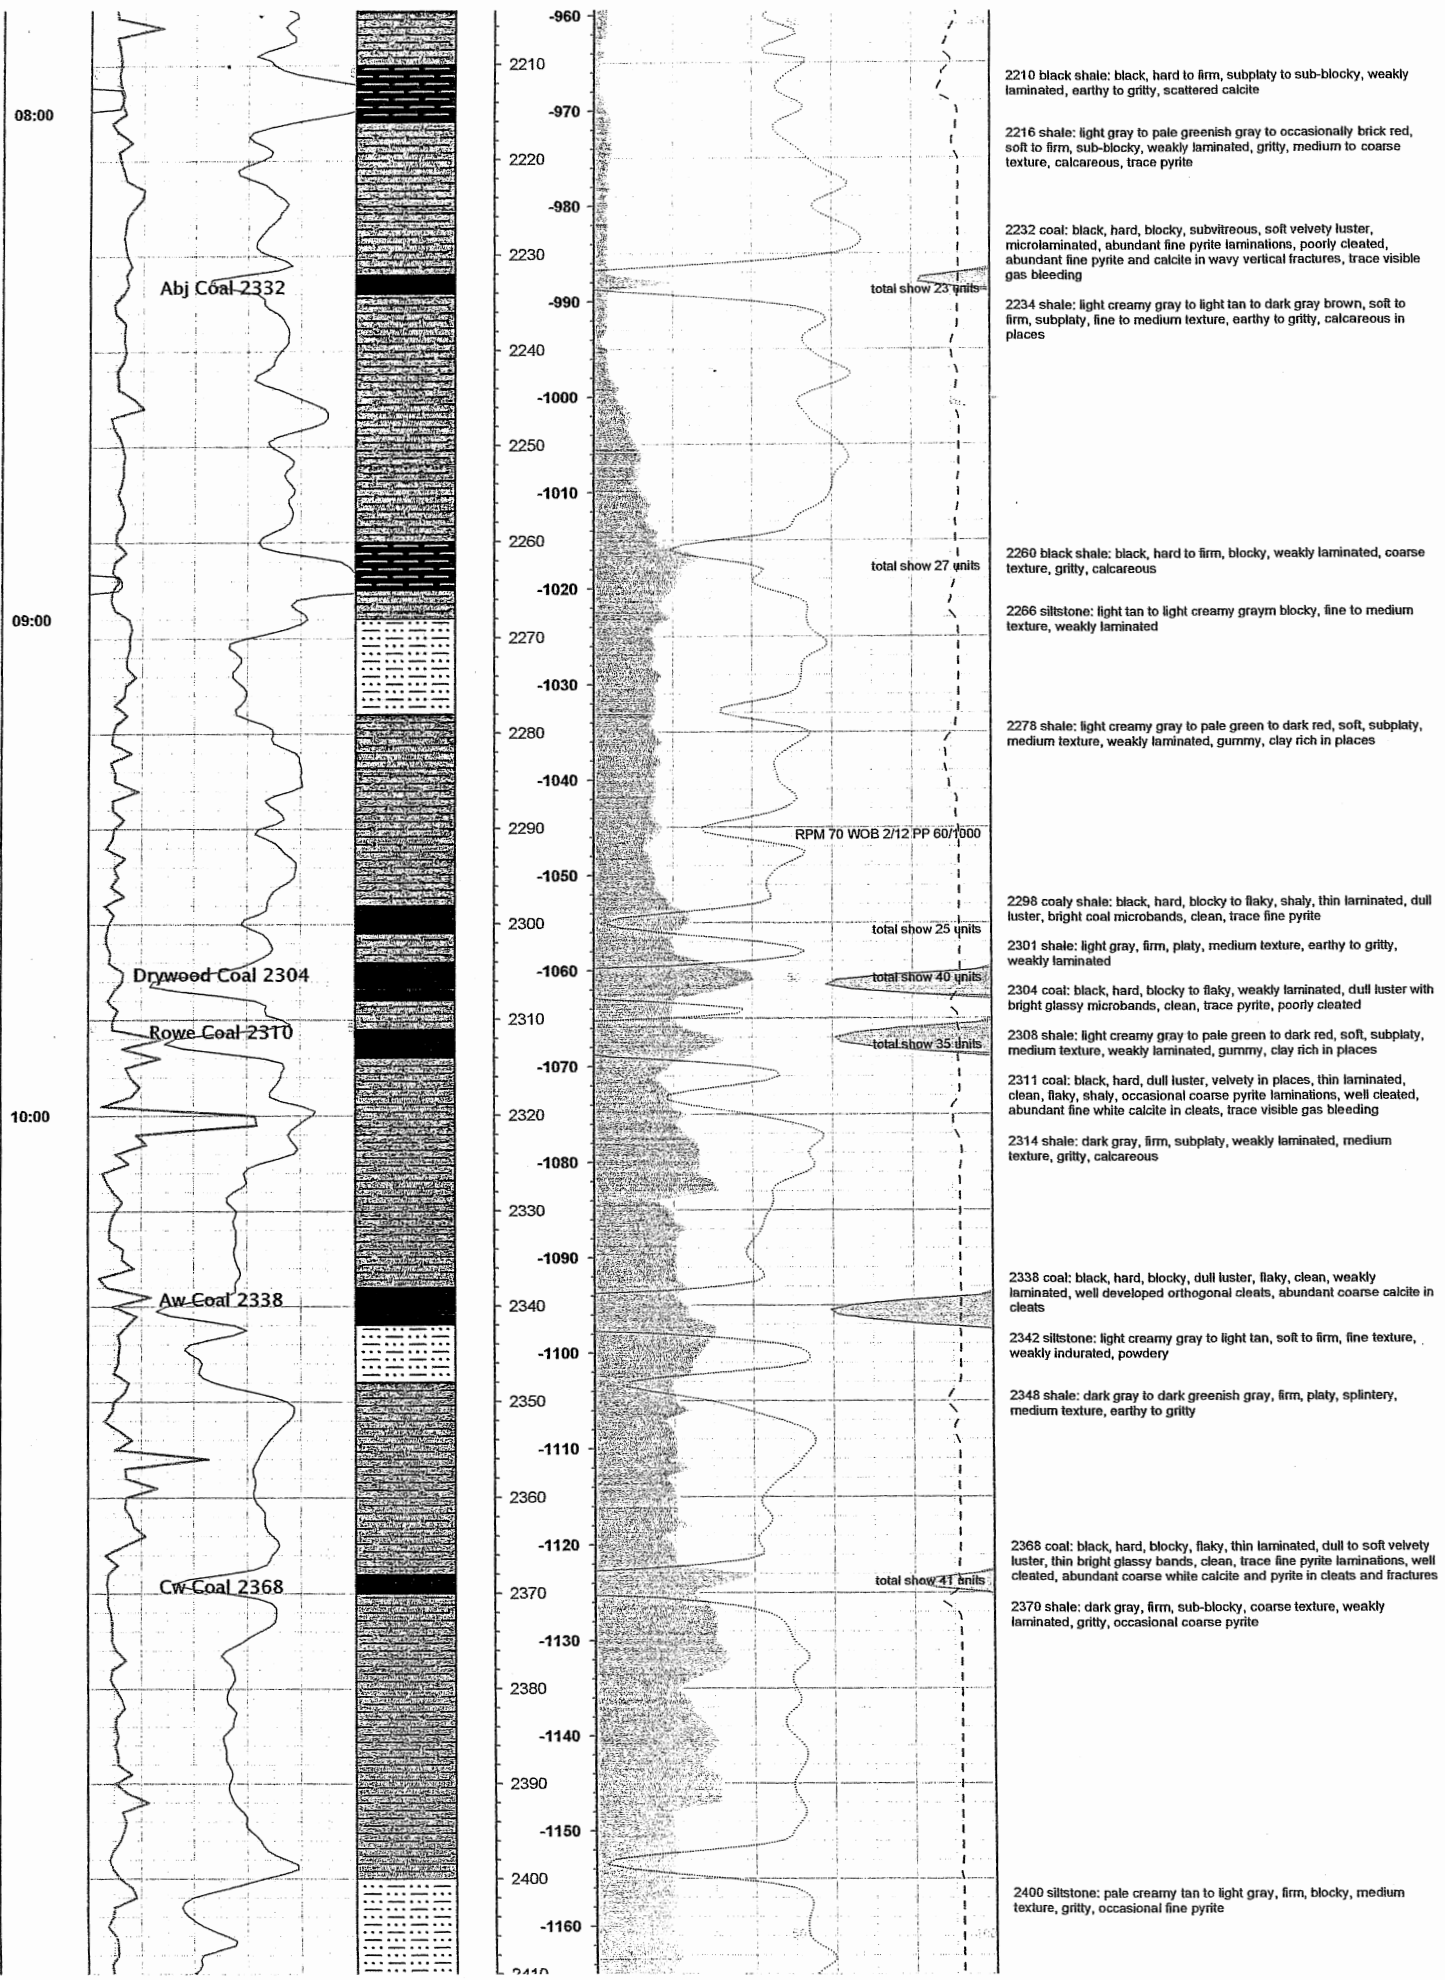 -960
2210
2210 black shale: black, hard to firm, subplaty to sub-blocky, weakly
laminated, earthy to gritty, scattered calcite
08:00
-970
2216 shale: light gray to pale greenish gray to occasionally brick red,
soft to firm, sub-blocky, weakly laminated, gritty, medium to coarse
texture, calcareous, trace pyrite
2220
-980
2232 coal: black, hard, blocky, subvitreous, soft velvety luster,
microlaminated, abundant fine pyrite laminations, poorly cleated,
abundant fine pyrite and calcite in wavy vertical fractures, trace visible
gas bleeding
2230
Abj Coal 2332
total show 23 units
-990
2234 shale: light creamy gray to light tan to dark gray brown, soft to
firm, subplaty, fine to medium texture, earthy to gritty, calcareous in
places
2240
-1000
2250
-1010
2260
2260 black shale: black, hard to firm, blocky, weakly laminated, coarse
texture, gritty, calcareous
total show 27 units
-1020
2266 siltstone: light tan to light creamy graym blocky, fine to medium
texture, weakly laminated
09:00
2270
-1030
2278 shale: light creamy gray to pale green to dark red, soft, subplaty,
medium texture, weakly laminated, gummy, clay rich in places
2280
-1040
2290
RPM 70 WOB 2/12 PP 60/1000
-1050
2298 coaly shale: black, hard, blocky to flaky, shaly, thin laminated, dull
luster, bright coal microbands, clean, trace fine pyrite
2300
total show 25 units
2301 shale: light gray, firm, platy, medium texture, earthy to gritty,
weakly laminated
-1060
Drywood Coal 2304
total show 40 units
2304 coal: black, hard, blocky to flaky, weakly laminated, dull luster with
bright glassy microbands, clean, trace pyrite, poorly cleated
2310
Rowe Coal 2310
total show 35 units
2308 shale: light creamy gray to pale green to dark red, soft, subplaty,
medium texture, weakly laminated, gummy, clay rich in places
-1070
2311 coal: black, hard, dull luster, velvety in places, thin laminated,
clean, flaky, shaly, occasional coarse pyrite laminations, well cleated,
abundant fine white calcite in cleats, trace visible gas bleeding
10:00
2320
2314 shale: dark gray, firm, subplaty, weakly laminated, medium
texture, gritty, calcareous
-1080
2330
-1090
2338 coal: black, hard, blocky, dull luster, flaky, clean, weakly
laminated, well developed orthogonal cleats, abundant coarse calcite in
cleats
Aw Coal 2338
2340
2342 siltstone: light creamy gray to light tan, soft to firm, fine texture,
weakly indurated, powdery
-1100
2348 shale: dark gray to dark greenish gray, firm, platy, splintery,
medium texture, earthy to gritty
2350
-1110
2360
-1120
2368 coal: black, hard, blocky, flaky, thin laminated, dull to soft velvety
luster, thin bright glassy bands, clean, trace fine pyrite laminations, well
cleated, abundant coarse white calcite and pyrite in cleats and fractures
Cw Coal 2368
total show 41 units
2370
2370 shale: dark gray, firm, sub-blocky, coarse texture, weakly
laminated, gritty, occasional coarse pyrite
-1130
2380
-1140
2390
-1150
2400
2400 siltstone: pale creamy tan to light gray, firm, blocky, medium
texture, gritty, occasional fine pyrite
-1160
2410